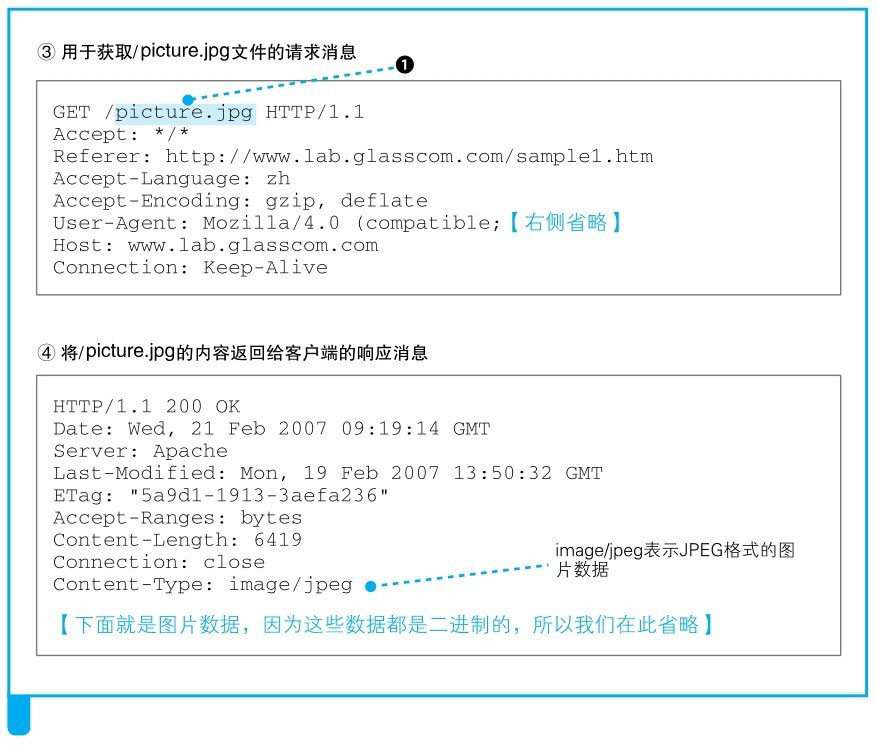 ③ 用于获取/picture.jpg文件的请求消息
❶
GET /picture.jpg HTTP/1.1
Accept: */*
Referer: http://www.lab.glasscom.com/sample1.htm
Accept-Language: zh
Accept-Encoding: gzip, deflate
User-Agent: Mozilla/4.0 (compatible;【右侧省略】
Host: www.lab.glasscom.com
Connection: Keep-Alive
④ 将/picture.jpg的内容返回给客户端的响应消息
HTTP/1.1 200 OK
Date: Wed, 21 Feb 2007 09:19:14 GMT
Server: Apache
Last-Modified: Mon, 19 Feb 2007 13:50:32 GMT
ETag: "5a9d1-1913-3aefa236"
Accept-Ranges: bytes
Content-Length: 6419
Connection: close
Content-Type: image/jpeg
image/jpeg表示JPEG格式的图
片数据
【下面就是图片数据，因为这些数据都是二进制的，所以我们在此省略】